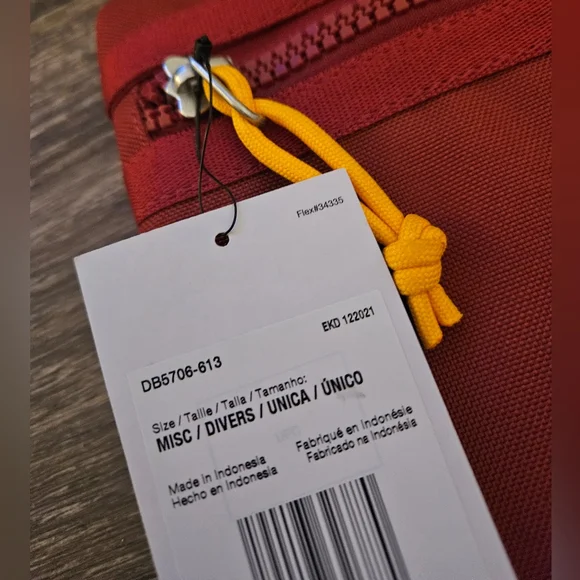 Flex#34335
EKD 122021
DB5706-613
Size / Taille / Talla / Tamanho:
MISC / DIVERS / UNICA / ÚNICO
Made in Indonesia
Hecho en Indonesia
Fabriqué en Indonésie
Fabricado na Indonésia